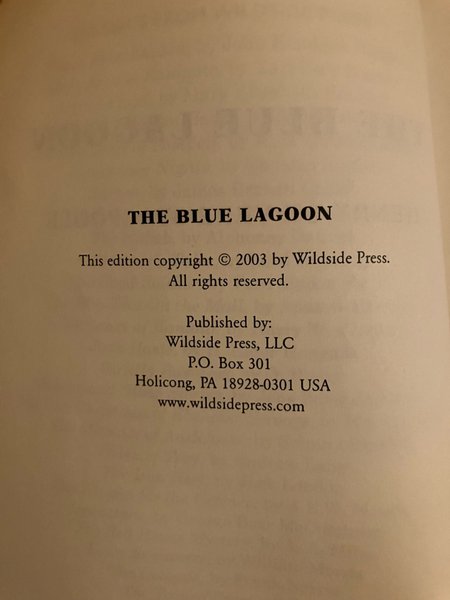 THE BLUE LAGOON
This edition copyright © 2003 by Wildside Press.
All rights reserved.
Published by:
Wildside Press, LLC
P.O. Box 301
Holicong, PA 18928-0301 USA
www.wildsidepress.com